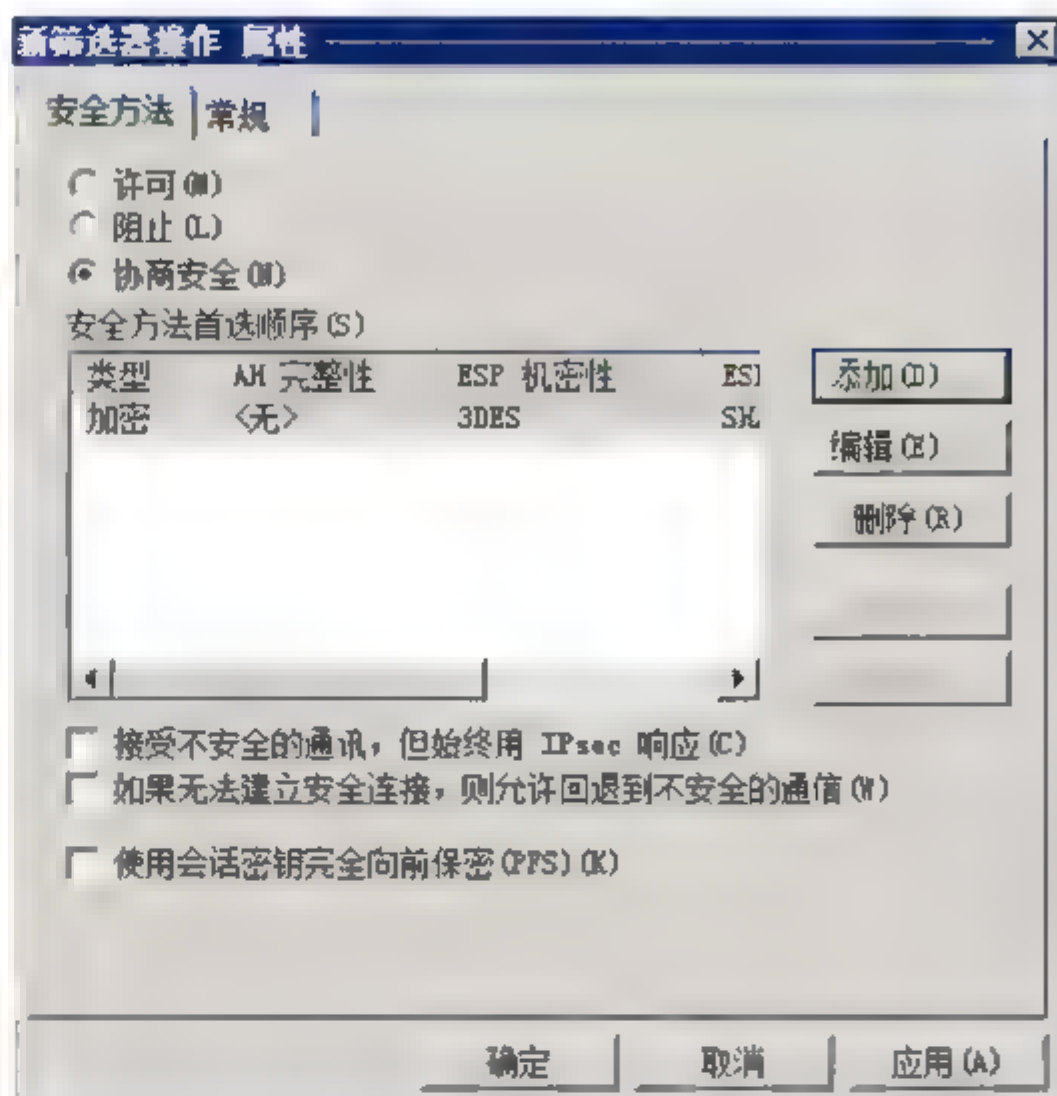 新筛选器操作 属性
安全方法 常规
许可(M)
阻止(L)
协商安全(N)
安全方法首选顺序(S)
类型 AH 完整性 ESP 机密性 ES
加密 <无> 3DES SH
添加(D)
编辑(E)
删除(R)
接受不安全的通讯，但始终用 IPsec 响应(C)
如果无法建立安全连接，则允许回退到不安全的通信(W)
使用会话密钥完全向前保密(PFS)(K)
确定 取消 应用(A)